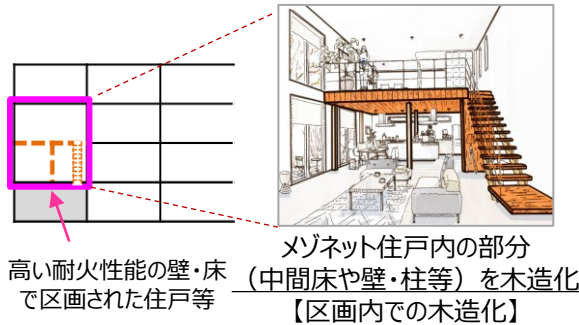 高い耐火性能の壁・床
で区画された住戸等
メゾネット住戸内の部分
（中間床や壁・柱等）を木造化
【区画内での木造化】